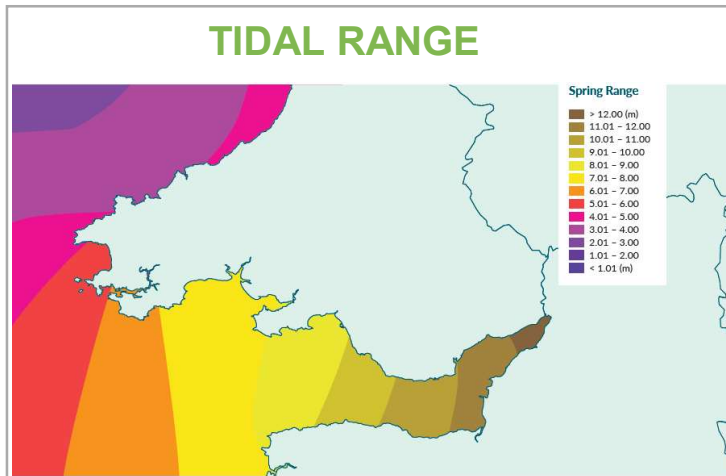 TIDAL RANGE
Spring Range
> 12.00 (m)
11.01 – 12.00
10.01 – 11.00
9.01 – 10.00
8.01 – 9.00
7.01 – 8.00
6.01 – 7.00
5.01 – 6.00
4.01 – 5.00
3.01 – 4.00
2.01 – 3.00
1.01 – 2.00
< 1.01 (m)